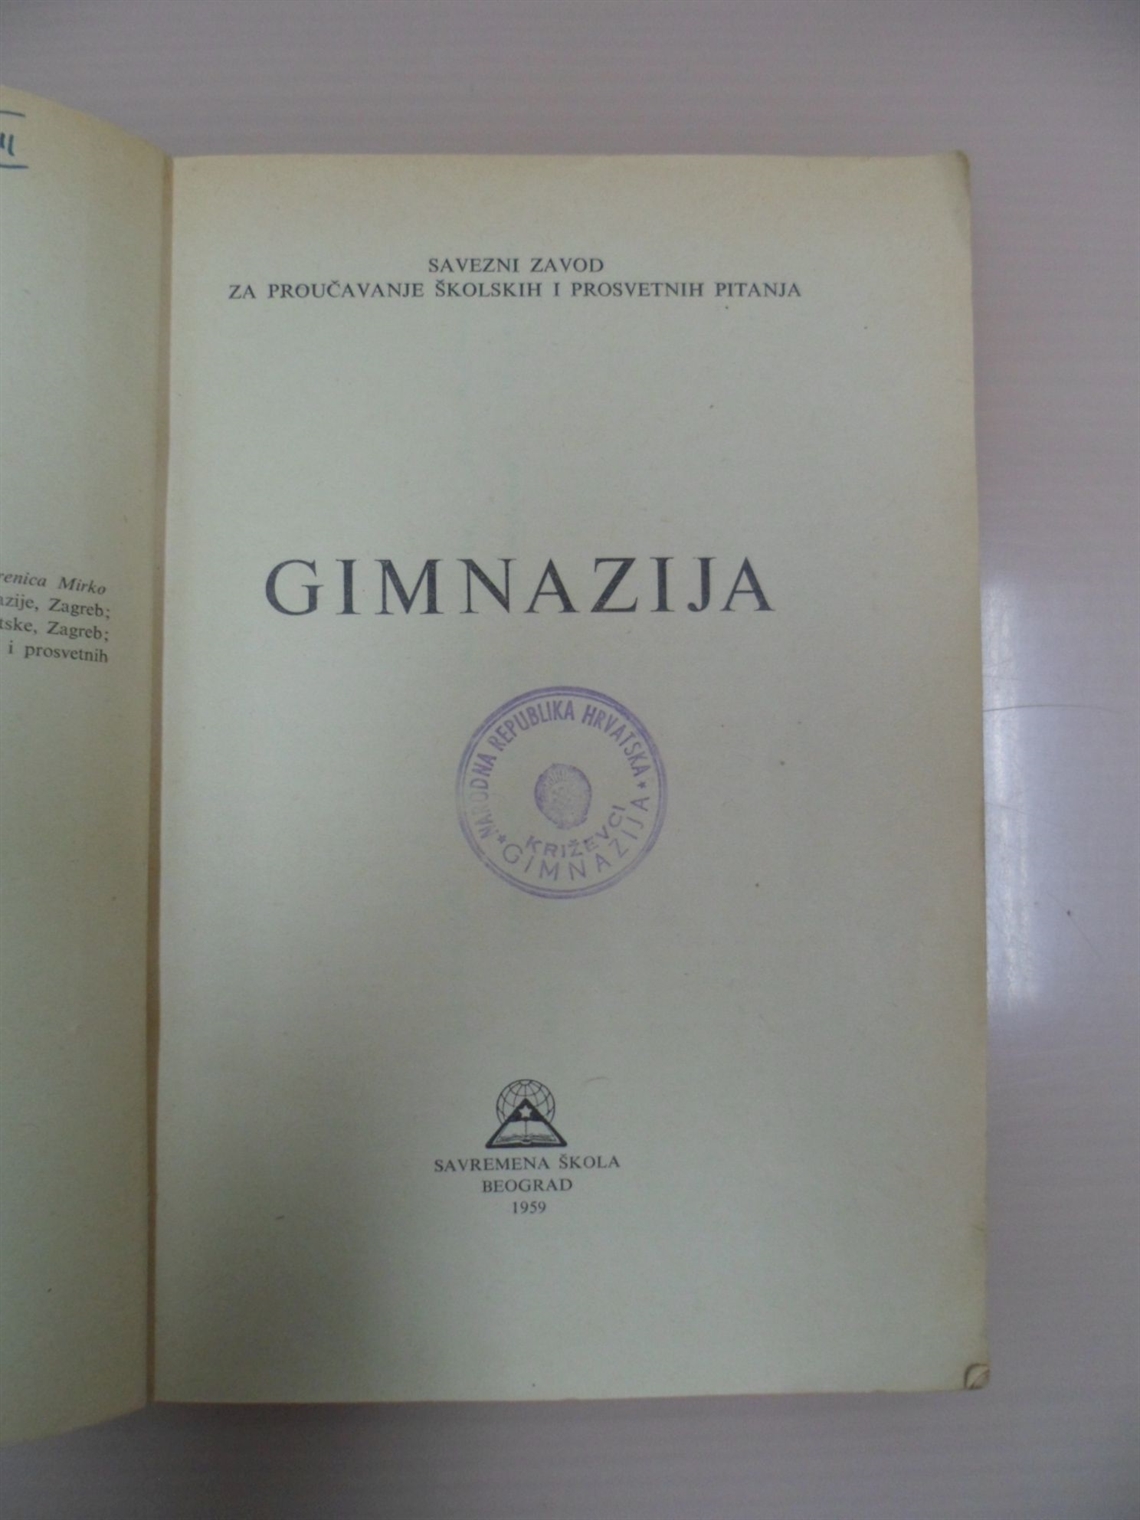 renica Mirko
azije, Zagreb;
tske, Zagreb;
i prosvetnih
SAVEZNI ZAVOD
ZA PROUČAVANJE ŠKOLSKIH I PROSVETNIH PITANJA
GIMNAZIJA
NARODNA REPUBLIKA HRVATSKA
KRIŽEVCI
* GIMNAZIJA *
SAVREMENA ŠKOLA
BEOGRAD
1959